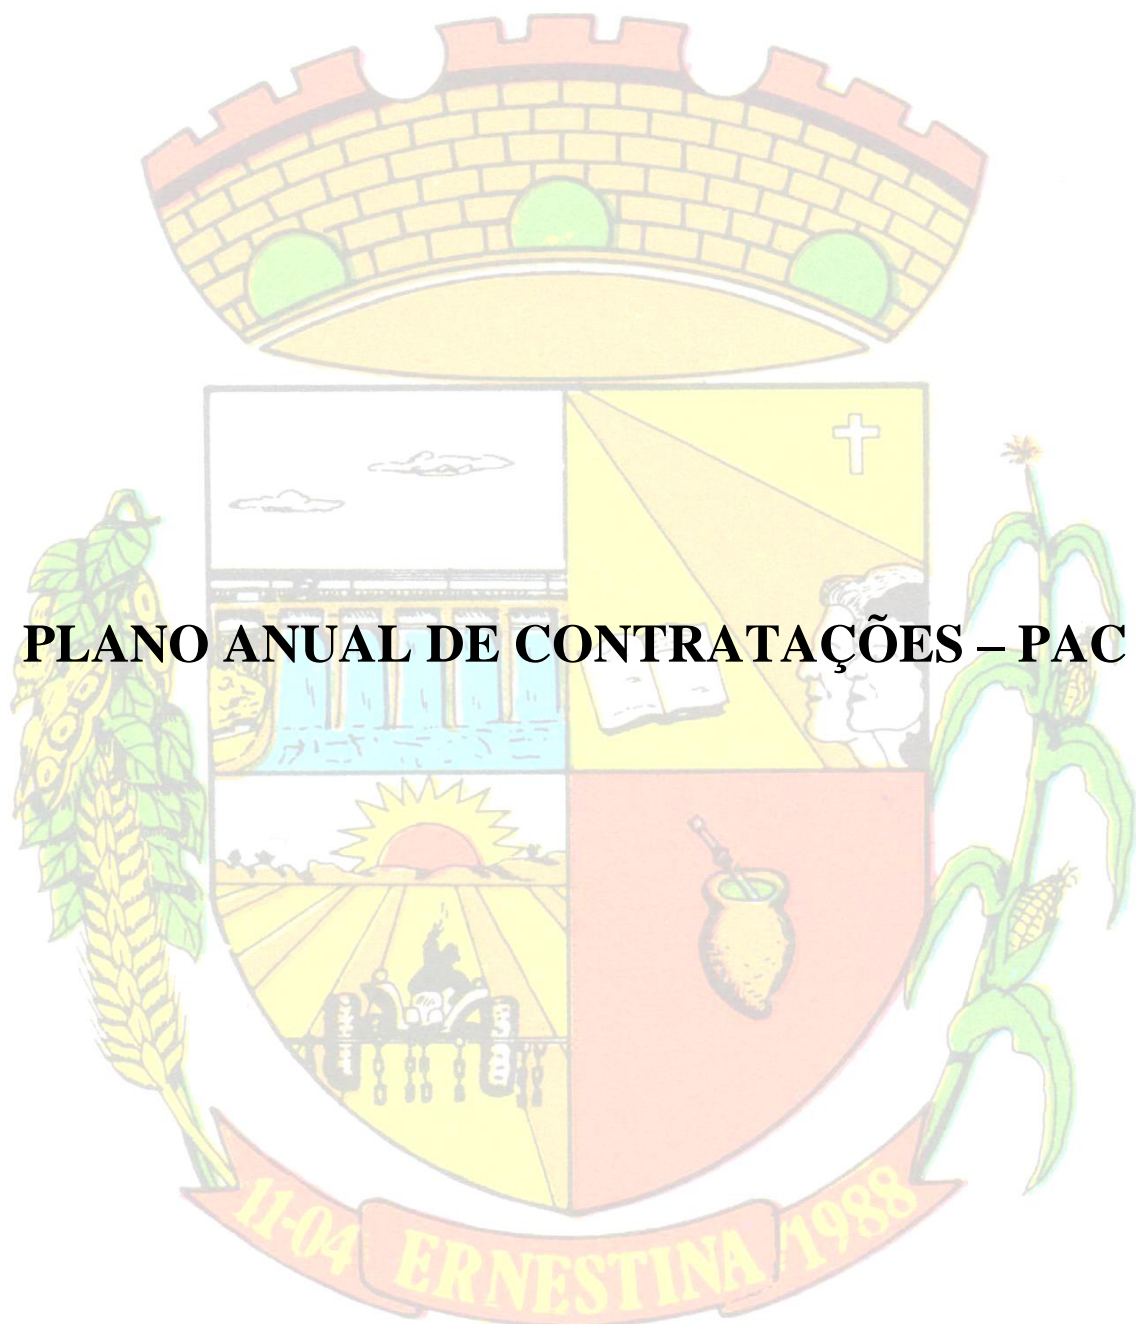 PLANO ANUAL DE CONTRATAÇÕES – PAC
11-04 ERNESTINA 1988